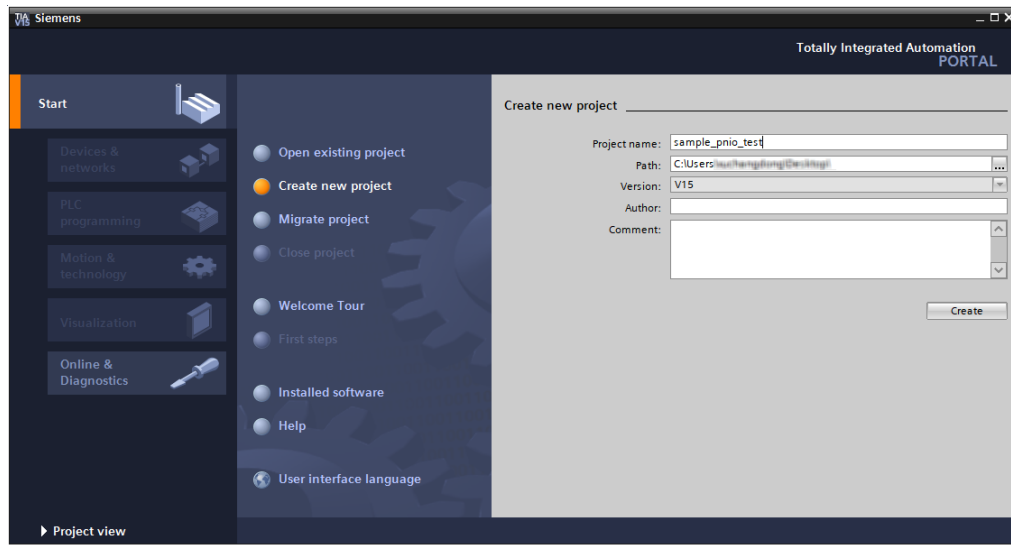 TIA V15 Siemens
Totally Integrated Automation
PORTAL
Start
Devices &
networks
PLC
programming
Motion &
technology
Visualization
Online &
Diagnostics
Open existing project
Create new project
Migrate project
Close project
Welcome Tour
First steps
Installed software
Help
User interface language
Create new project
Project name: sample_pnio_test
Path: C:\Users\
...
Version: V15
Author:
Comment:
Create
Project view